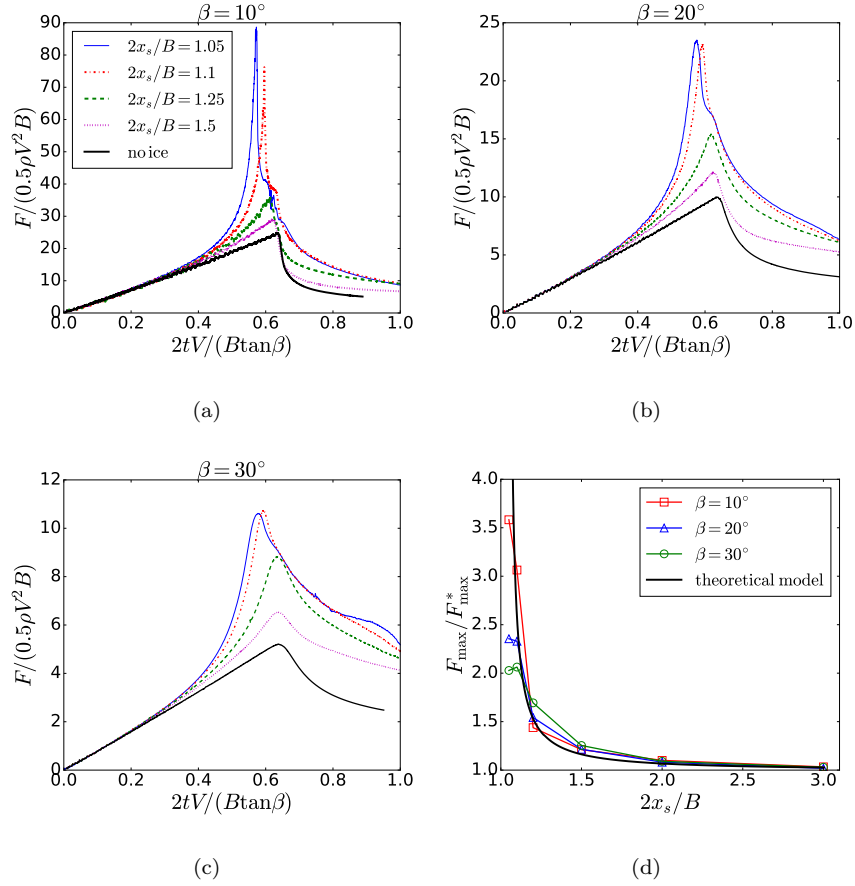 β = 10°
90
80
70
60
50
40
30
20
10
0
F/(0.5ρV²B)
2x_s/B = 1.05
2x_s/B = 1.1
2x_s/B = 1.25
2x_s/B = 1.5
no ice
0.0 0.2 0.4 0.6 0.8 1.0
2tV/(Btanβ)
(a)
β = 20°
25
20
15
10
5
0
F/(0.5ρV²B)
0.0 0.2 0.4 0.6 0.8 1.0
2tV/(Btanβ)
(b)
β = 30°
12
10
8
6
4
2
0
F/(0.5ρV²B)
0.0 0.2 0.4 0.6 0.8 1.0
2tV/(Btanβ)
(c)
4.0
3.5
3.0
2.5
2.0
1.5
1.0
F_max/F*_max
β = 10°
β = 20°
β = 30°
theoretical model
1.0 1.5 2.0 2.5 3.0
2x_s/B
(d)